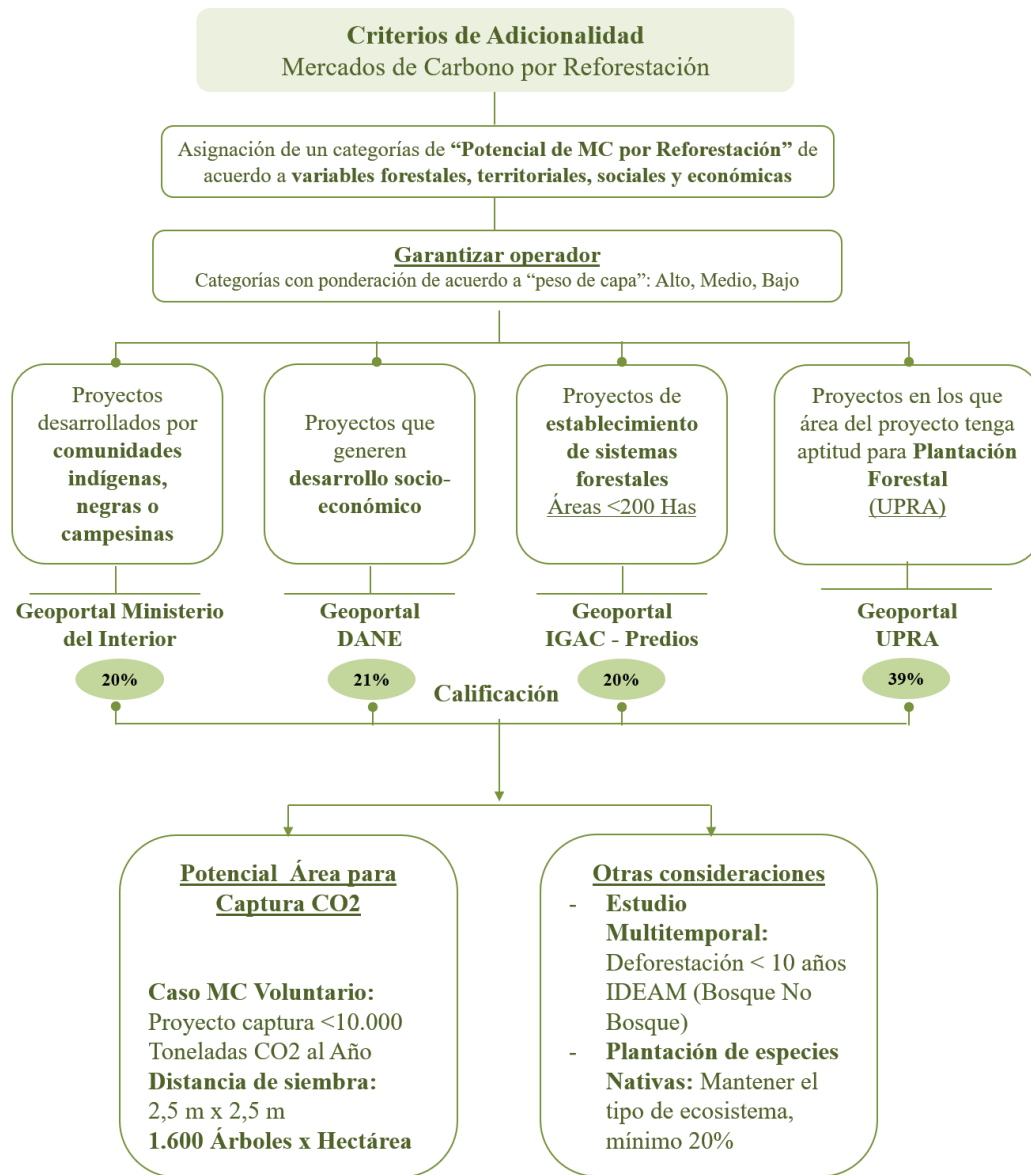 Criterios de Adicionalidad
Mercados de Carbono por Reforestación
Asignación de un categorías de “Potencial de MC por Reforestación” de
acuerdo a variables forestales, territoriales, sociales y económicas
Garantizar operador
Categorías con ponderación de acuerdo a “peso de capa”: Alto, Medio, Bajo
Proyectos
desarrollados por
comunidades
indígenas,
negras o
campesinas
Proyectos que
generen
desarrollo socio-
económico
Proyectos de
establecimiento
de sistemas
forestales
Áreas <200 Has
Proyectos en los que
área del proyecto tenga
aptitud para Plantación
Forestal
(UPRA)
Geoportal Ministerio
del Interior
20%
Geoportal
DANE
21%
Geoportal
IGAC - Predios
20%
Geoportal
UPRA
39%
Calificación
Potencial Área para
Captura CO2
Caso MC Voluntario:
Proyecto captura <10.000
Toneladas CO2 al Año
Distancia de siembra:
2,5 m x 2,5 m
1.600 Árboles x Hectárea
Otras consideraciones
- Estudio
Multitemporal:
Deforestación < 10 años
IDEAM (Bosque No
Bosque)
- Plantación de especies
Nativas: Mantener el
tipo de ecosistema,
mínimo 20%